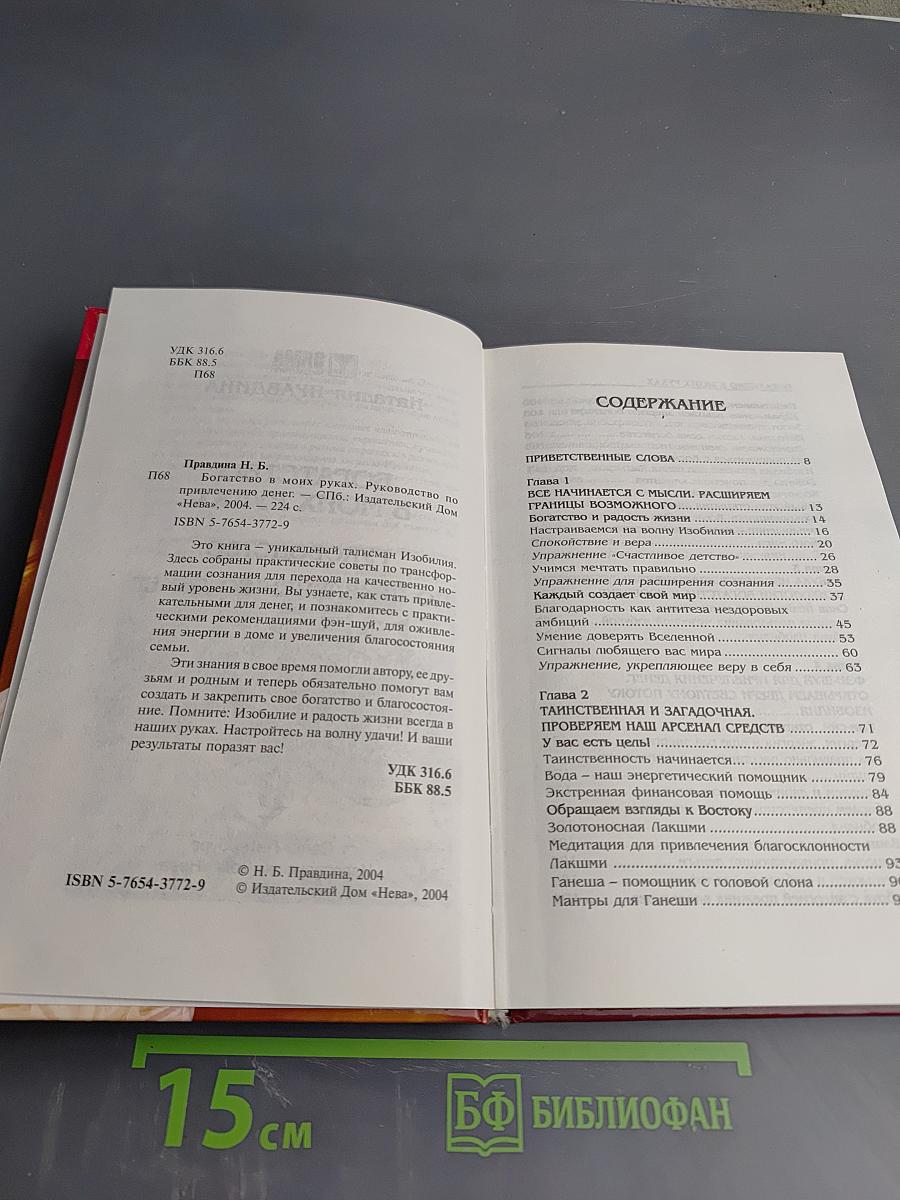 УДК 316.6
ББК 88.5
П68
Правдина Н. Б.
П68 Богатство в моих руках. Руководство по
привлечению денег. — СПб.: Издательский Дом
«Нева», 2004. — 224 с.
ISBN 5-7654-3772-9
Это книга — уникальный талисман Изобилия.
Здесь собраны практические советы по трансфор-
мации сознания для перехода на качественно но-
вый уровень жизни. Вы узнаете, как стать привле-
кательными для денег, и познакомитесь с практи-
ческими рекомендациями фэн-шуй, для оживле-
ния энергии в доме и увеличения благосостояния
семьи.
Эти знания в свое время помогли автору, ее дру-
зьям и родным и теперь обязательно помогут вам
создать и закрепить свое богатство и благосостоя-
ние. Помните: Изобилие и радость жизни всегда в
наших руках. Настройтесь на волну удачи! И ваши
результаты поразят вас!
УДК 316.6
ББК 88.5
ISBN 5-7654-3772-9
© Н. Б. Правдина, 2004
© Издательский Дом «Нева», 2004
СОДЕРЖАНИЕ
ПРИВЕТСТВЕННЫЕ СЛОВА ........ 8
Глава 1
ВСЕ НАЧИНАЕТСЯ С МЫСЛИ. РАСШИРЯЕМ
ГРАНИЦЫ ВОЗМОЖНОГО ........ 13
Богатство и радость жизни ........ 14
Настраиваемся на волну Изобилия ........ 16
Спокойствие и вера ........ 20
Упражнение «Счастливое детство» ........ 26
Учимся мечтать правильно ........ 28
Упражнение для расширения сознания ........ 35
Каждый создает свой мир ........ 37
Благодарность как антитеза нездоровых
амбиций ........ 45
Умение доверять Вселенной ........ 53
Сигналы любящего вас мира ........ 60
Упражнение, укрепляющее веру в себя ........ 63
Глава 2
ТАИНСТВЕННАЯ И ЗАГАДОЧНАЯ.
ПРОВЕРЯЕМ НАШ АРСЕНАЛ СРЕДСТВ ........ 71
У вас есть цель! ........ 72
Таинственность начинается... ........ 76
Вода – наш энергетический помощник ........ 79
Экстренная финансовая помощь ........ 84
Обращаем взгляды к Востоку ........ 88
Золотоносная Лакшми ........ 88
Медитация для привлечения благосклонности
Лакшми ........ 93
Ганеша – помощник с головой слона ........ 9
Мантры для Ганеши ........ 9
15 см
БФ БИБЛИОФАН